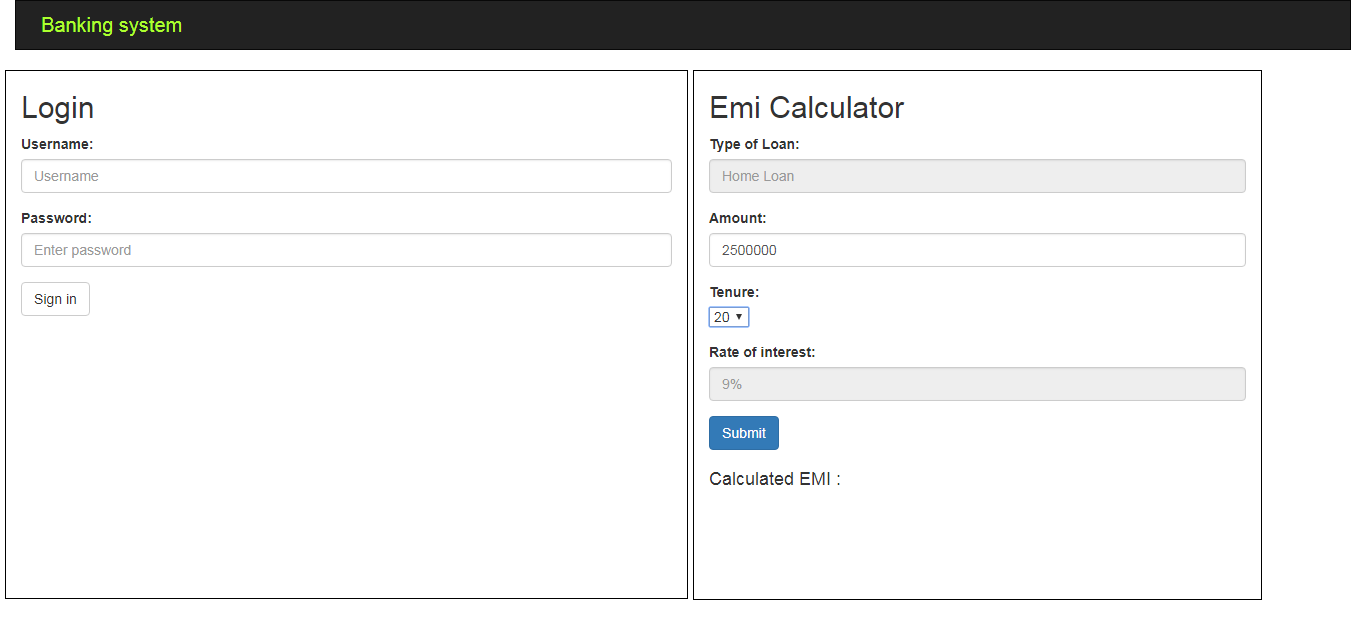 Banking system
Login
Username:
Username
Password:
Enter password
Sign in
Emi Calculator
Type of Loan:
Home Loan
Amount:
2500000
Tenure:
20
Rate of interest:
9%
Submit
Calculated EMI :